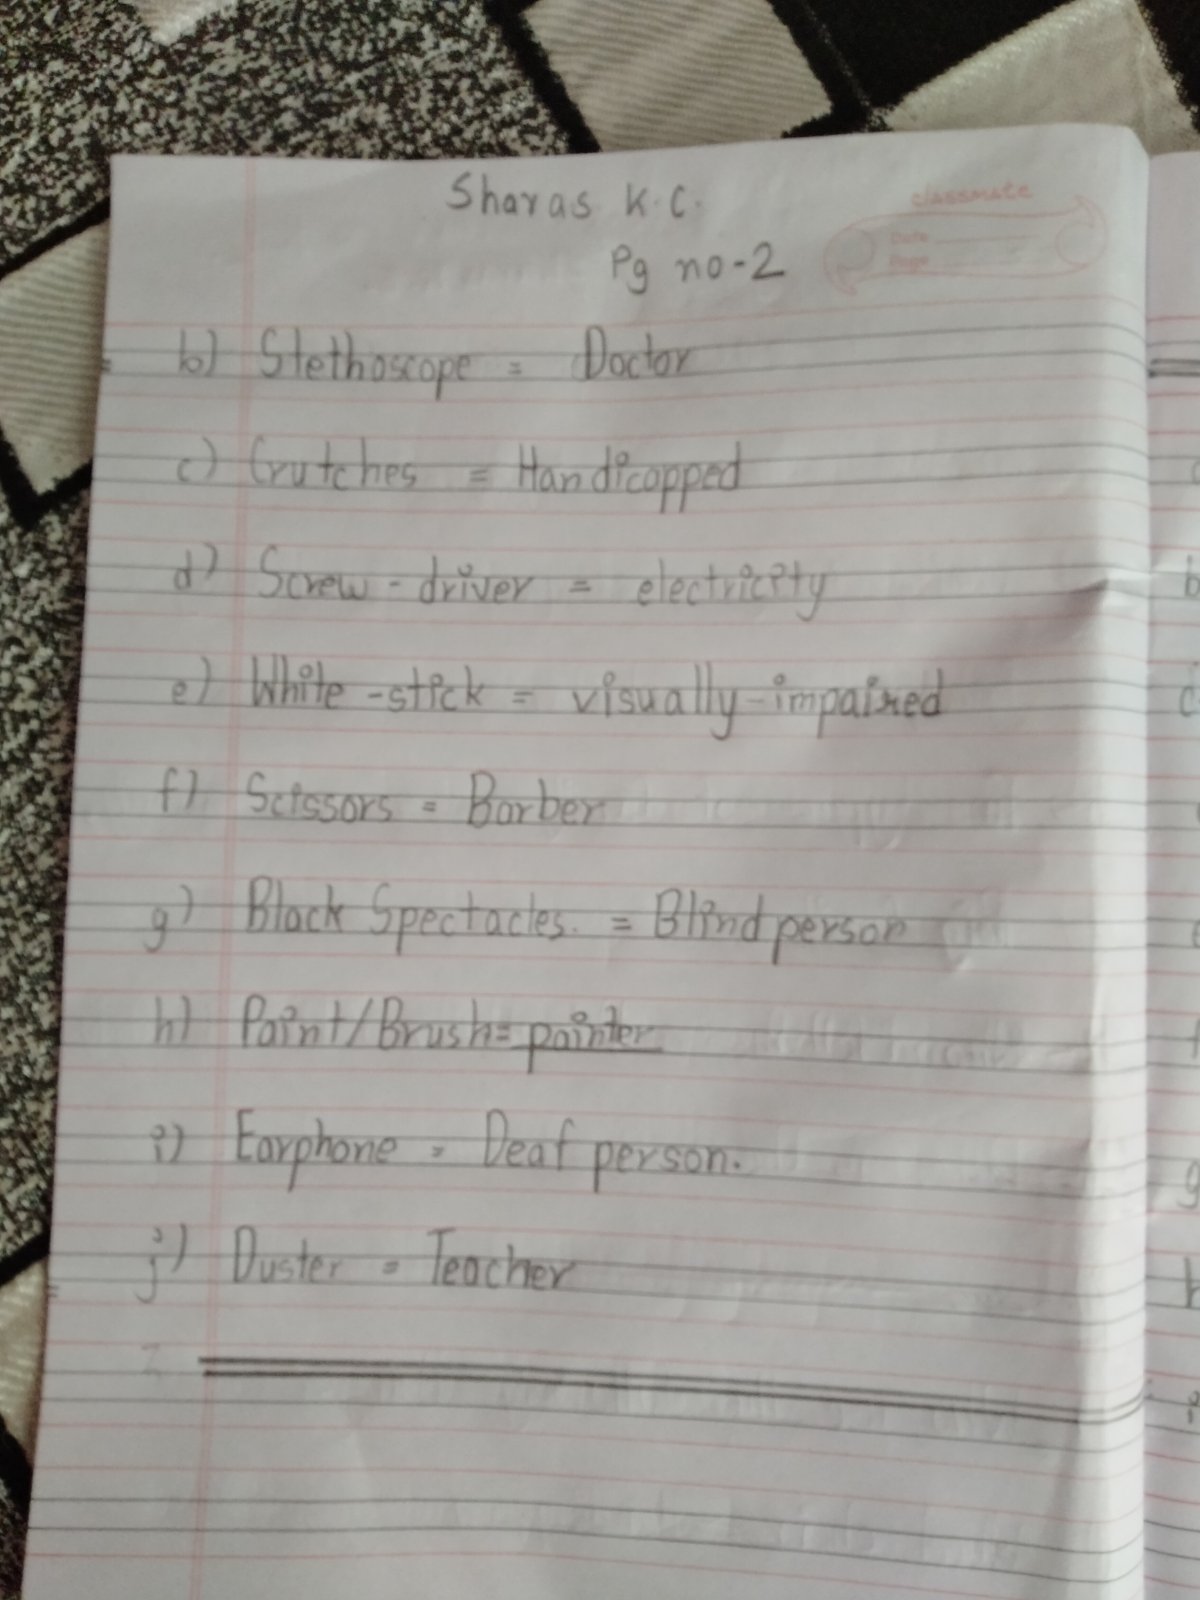 Sharas K.C.
classmate
Date
Page
Pg no-2
b) Stethoscope = Doctor
c) Crutches = Handicopped
d) Screw-driver = electricity
e) White-stick = visually-impaired
f) Scissors = Barber
g) Black Spectacles. = Blind person
h) Paint/Brush = painter
i) Earphone = Deaf person.
j) Duster = Teacher